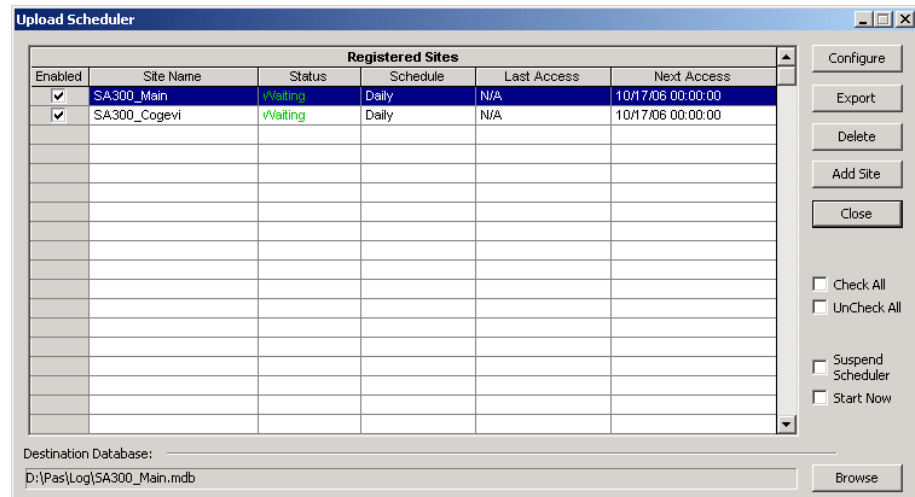 Upload Scheduler
Registered Sites
Enabled Site Name Status Schedule Last Access Next Access
SA300_Main Waiting Daily N/A 10/17/06 00:00:00
SA300_Cogevi Waiting Daily N/A 10/17/06 00:00:00
Configure
Export
Delete
Add Site
Close
Check All
UnCheck All
Suspend
Scheduler
Start Now
Destination Database:
D:\Pas\Log\SA300_Main.mdb
Browse